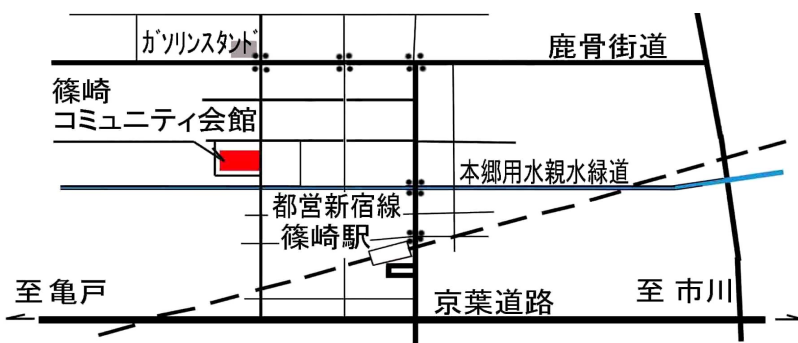 ｶﾞｿﾘﾝｽﾀﾝﾄﾞ
鹿骨街道
篠崎
コミュニティ会館
本郷用水親水緑道
都営新宿線
篠崎駅
至 亀戸
京葉道路
至 市川